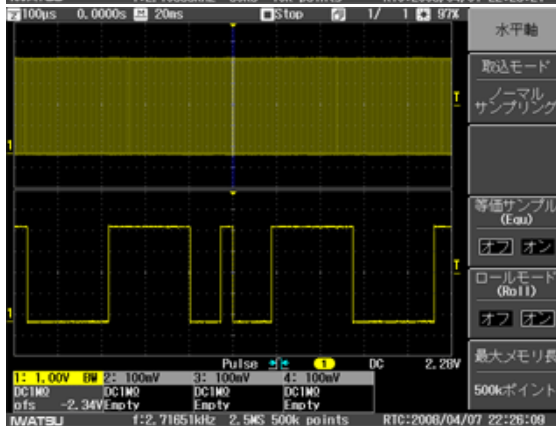 100µs 0.0000s 20ms Stop 1/ 1 97%
水平軸
取込モード
ノーマル
サンプリング
T
1
等価サンプル
(Equ)
オフ オン
T
ロールモード
(Roll)
オフ オン
1
最大メモリ長
500kポイント
Pulse 1 DC 2.28V
1: 1.00V BW 2: 100mV 3: 100mV 4: 100mV
DC1MΩ DC1MΩ DC1MΩ DC1MΩ
ofs -2.34V Empty Empty Empty
IWATSU f:2.71651kHz 2.5MS 500k points RTC:2008/04/07 22:26:09